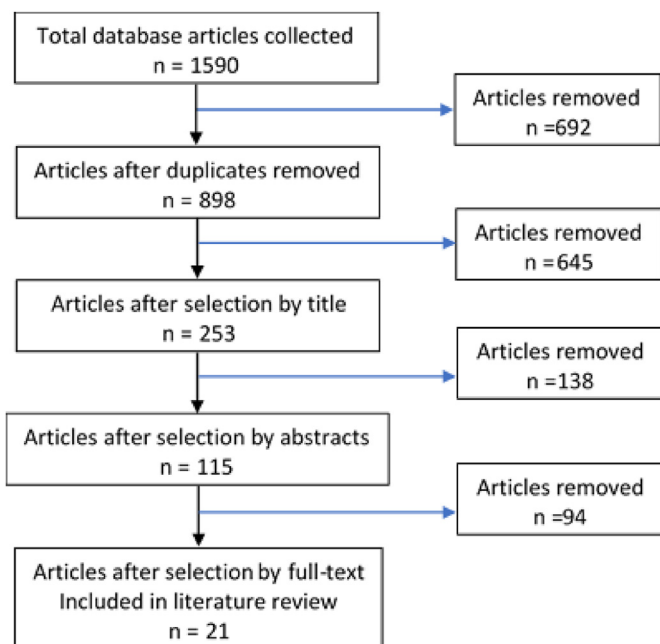 Total database articles collected
n = 1590
Articles removed
n =692
Articles after duplicates removed
n = 898
Articles removed
n =645
Articles after selection by title
n = 253
Articles removed
n =138
Articles after selection by abstracts
n = 115
Articles removed
n =94
Articles after selection by full-text
Included in literature review
n = 21